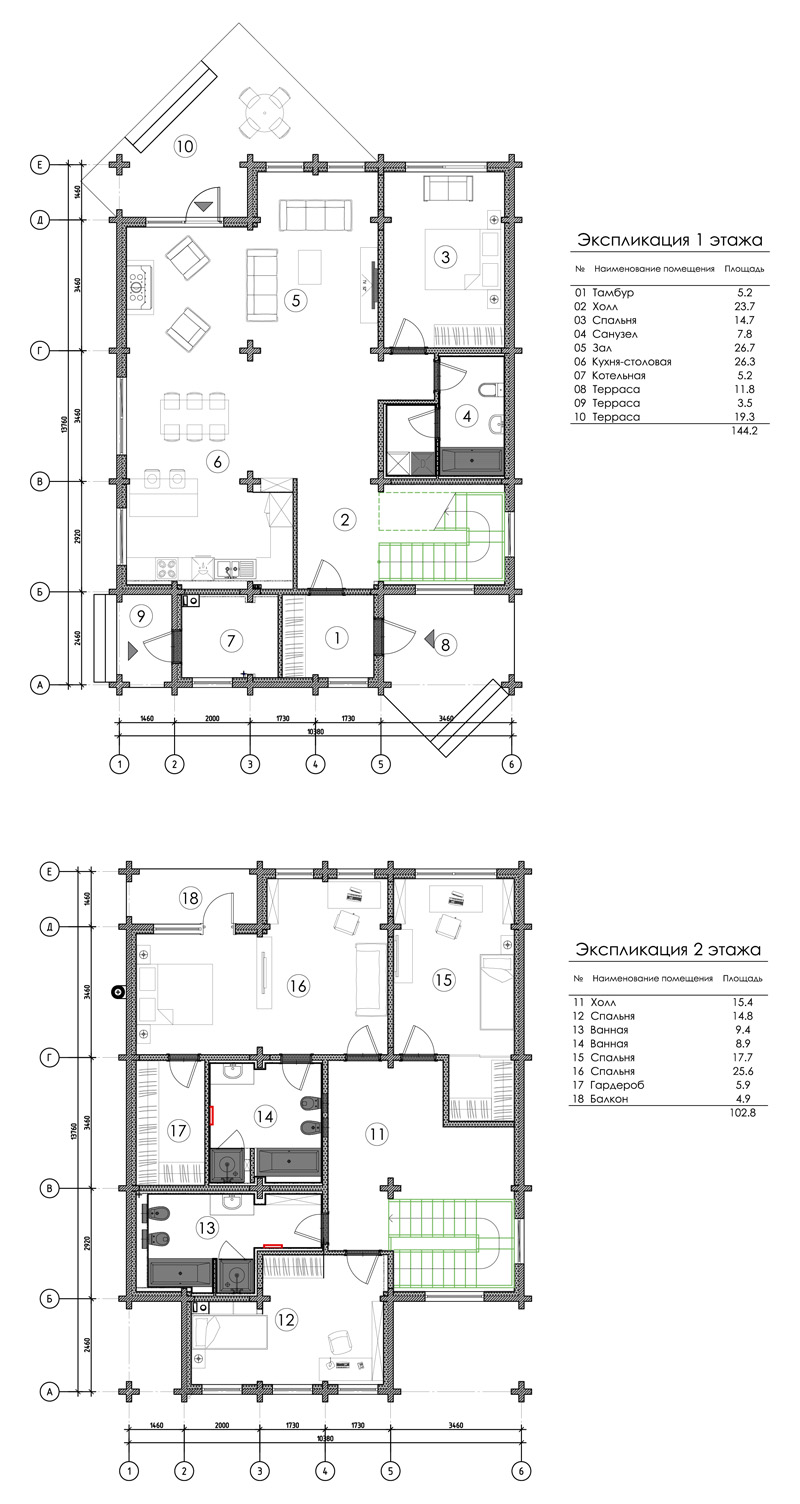 10
Е
Д
Г
В
Б
А
1460
3460
3460
2920
2460
13760
3
5
4
6
2
9
7
1
8
1460
2000
1730
1730
3460
10380
1
2
3
4
5
6
Экспликация 1 этажа
№ Наименование помещения Площадь
01 Тамбур 5.2
02 Холл 23.7
03 Спальня 14.7
04 Санузел 7.8
05 Зал 26.7
06 Кухня-столовая 26.3
07 Котельная 5.2
08 Терраса 11.8
09 Терраса 3.5
10 Терраса 19.3
144.2
Е
Д
Г
В
Б
А
1460
3460
3460
2920
2460
13760
18
16
15
17
14
11
13
12
1460
2000
1730
1730
3460
10380
1
2
3
4
5
6
Экспликация 2 этажа
№ Наименование помещения Площадь
11 Холл 15.4
12 Спальня 14.8
13 Ванная 9.4
14 Ванная 8.9
15 Спальня 17.7
16 Спальня 25.6
17 Гардероб 5.9
18 Балкон 4.9
102.8